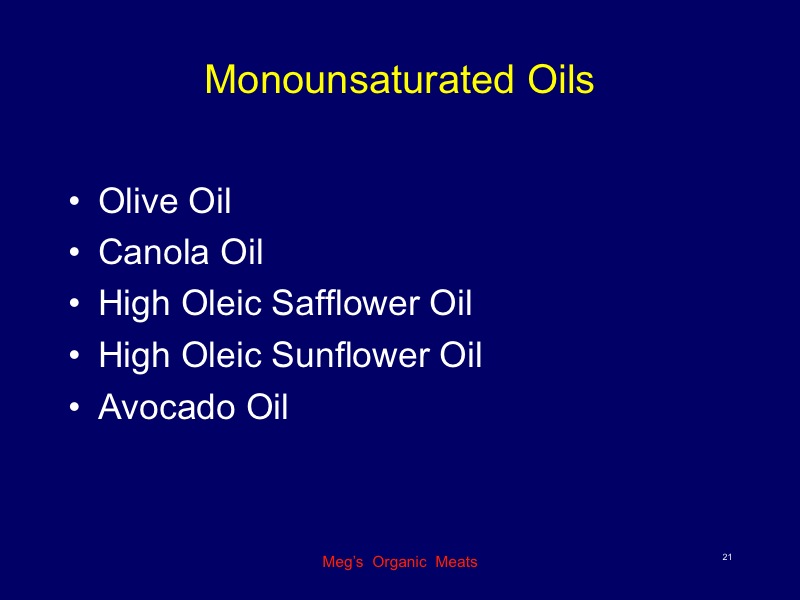 Monounsaturated Oils
• Olive Oil
• Canola Oil
• High Oleic Safflower Oil
• High Oleic Sunflower Oil
• Avocado Oil
Meg's Organic Meats
21